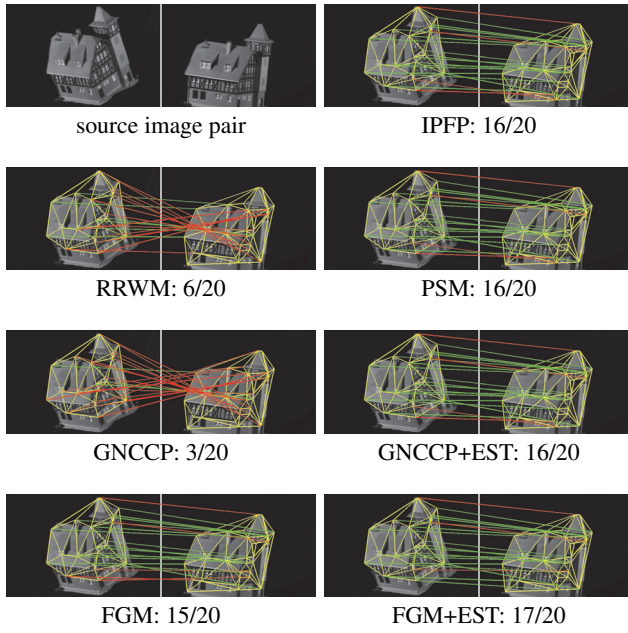 source image pair
IPFP: 16/20
RRWM: 6/20
PSM: 16/20
GNCCP: 3/20
GNCCP+EST: 16/20
FGM: 15/20
FGM+EST: 17/20